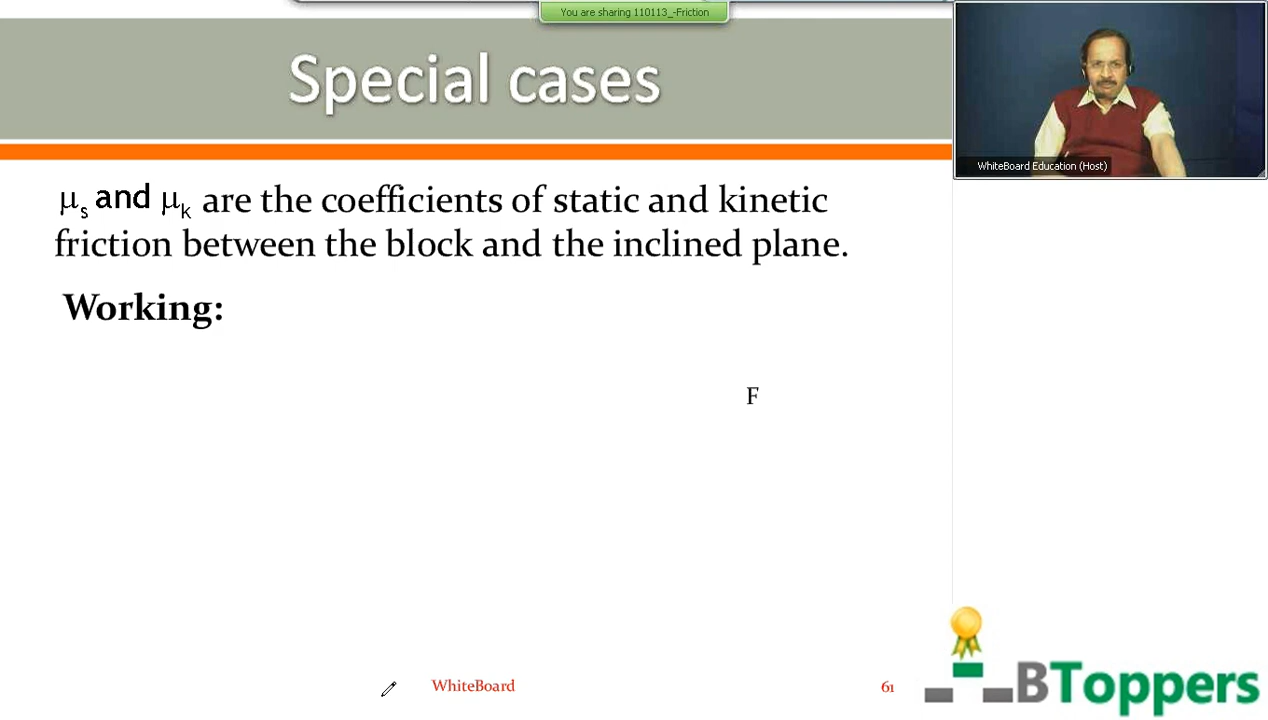 You are sharing 110113_-Friction
Special cases
WhiteBoard Education (Host)
μs and μk are the coefficients of static and kinetic
friction between the block and the inclined plane.
Working:
F
WhiteBoard
61
BToppers